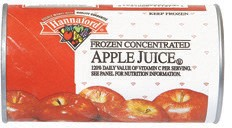 Hannaford
KEEP FROZEN
FROZEN CONCENTRATED
APPLE JUICE
120% DAILY VALUE OF VITAMIN C PER SERVING.
SEE PANEL FOR NUTRITION INFORMATION.